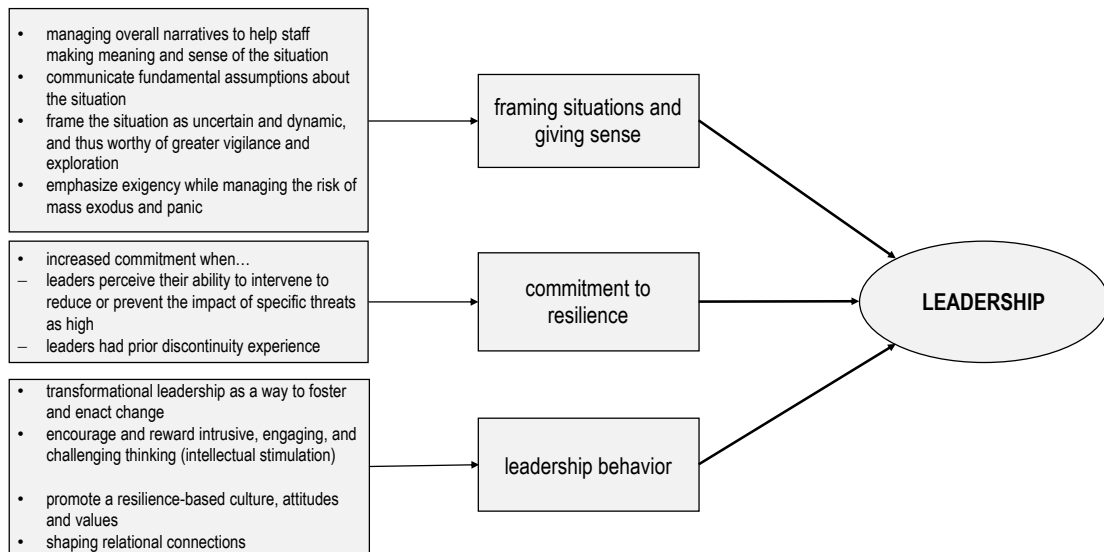 • managing overall narratives to help staff
making meaning and sense of the situation
• communicate fundamental assumptions about
the situation
• frame the situation as uncertain and dynamic,
and thus worthy of greater vigilance and
exploration
• emphasize exigency while managing the risk of
mass exodus and panic
framing situations and
giving sense
• increased commitment when…
– leaders perceive their ability to intervene to
reduce or prevent the impact of specific threats
as high
– leaders had prior discontinuity experience
commitment to
resilience
LEADERSHIP
• transformational leadership as a way to foster
and enact change
• encourage and reward intrusive, engaging, and
challenging thinking (intellectual stimulation)
• promote a resilience-based culture, attitudes
and values
• shaping relational connections
leadership behavior